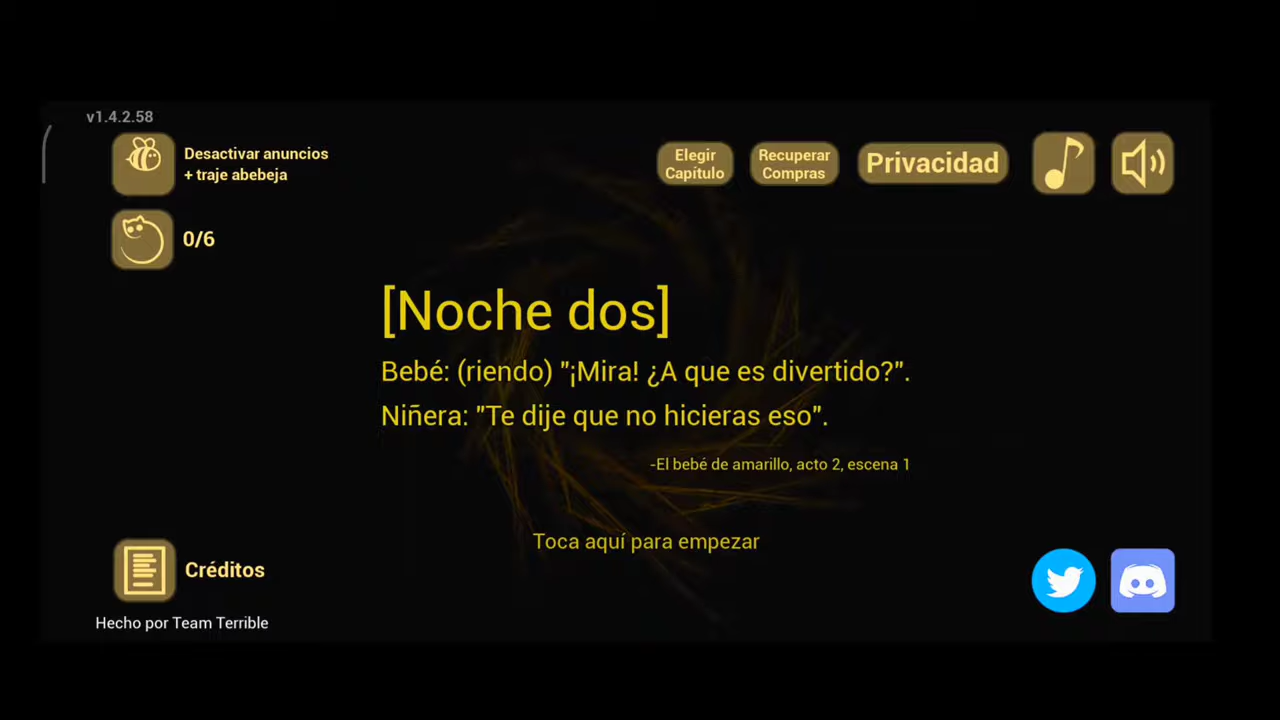 v1.4.2.58
Desactivar anuncios
+ traje abebeja
Elegir
Capítulo
Recuperar
Compras
Privacidad
0/6
[Noche dos]
Bebé: (riendo) "¡Mira! ¿A que es divertido?".
Niñera: "Te dije que no hicieras eso".
-El bebé de amarillo, acto 2, escena 1
Toca aquí para empezar
Créditos
Hecho por Team Terrible